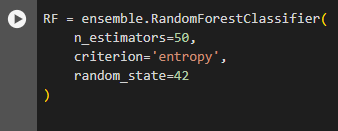 RF = ensemble.RandomForestClassifier(
    n_estimators=50,
    criterion='entropy',
    random_state=42
)